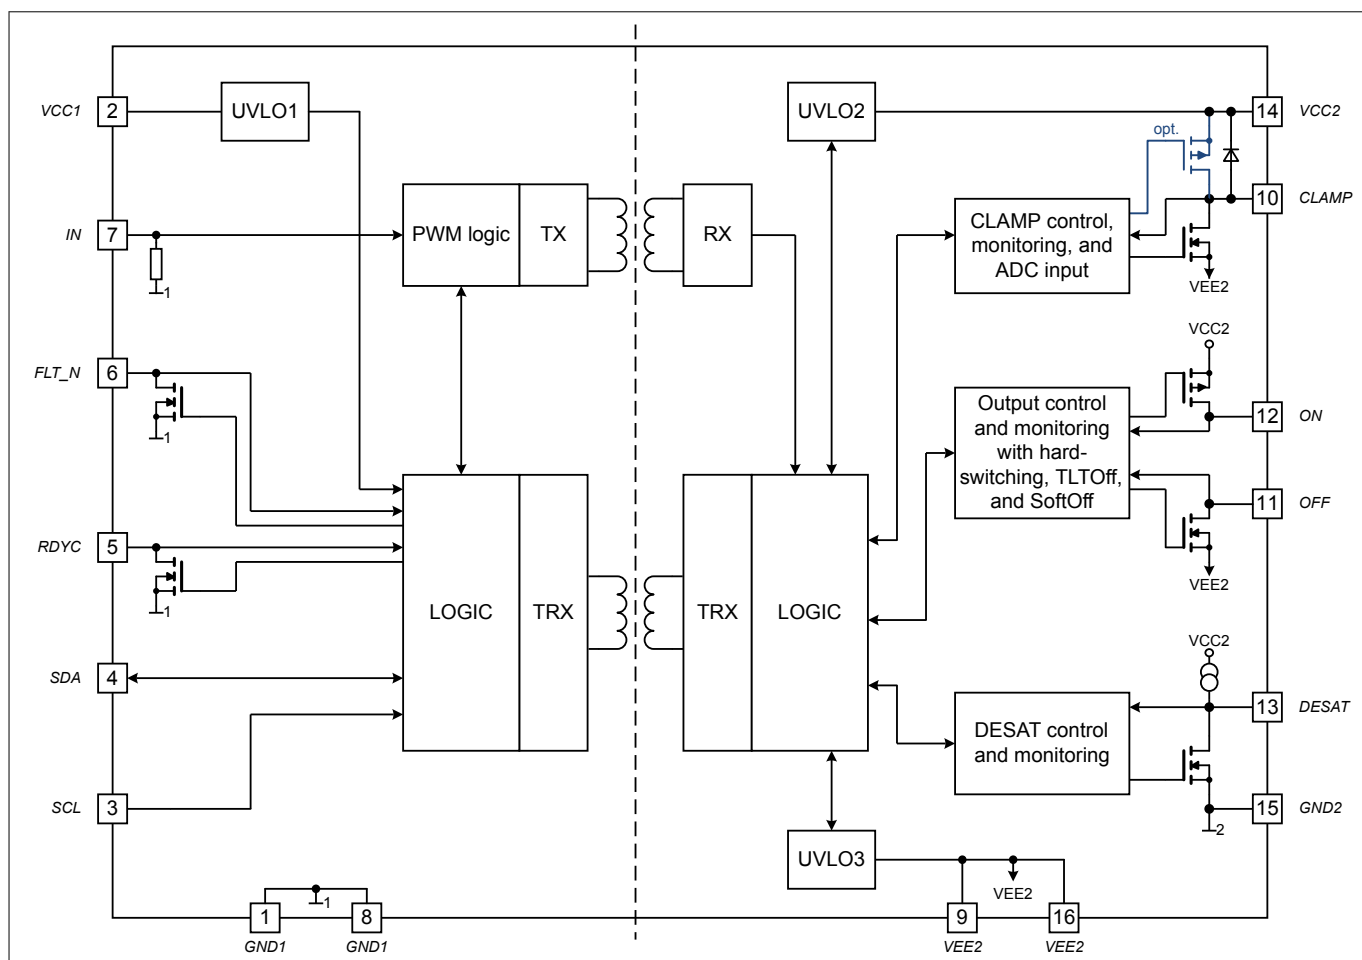 VCC1
2
UVLO1
UVLO2
14
VCC2
opt.
IN
7
1
PWM logic
TX
RX
CLAMP control,
monitoring, and
ADC input
10
CLAMP
VEE2
VCC2
FLT_N
6
1
Output control
and monitoring
with hard-
switching, TLTOff,
and SoftOff
12
ON
11
OFF
VEE2
RDYC
5
1
LOGIC
TRX
TRX
LOGIC
VCC2
SDA
4
DESAT control
and monitoring
13
DESAT
SCL
3
15
GND2
2
UVLO3
VEE2
1
1
GND1
8
GND1
9
VEE2
16
VEE2